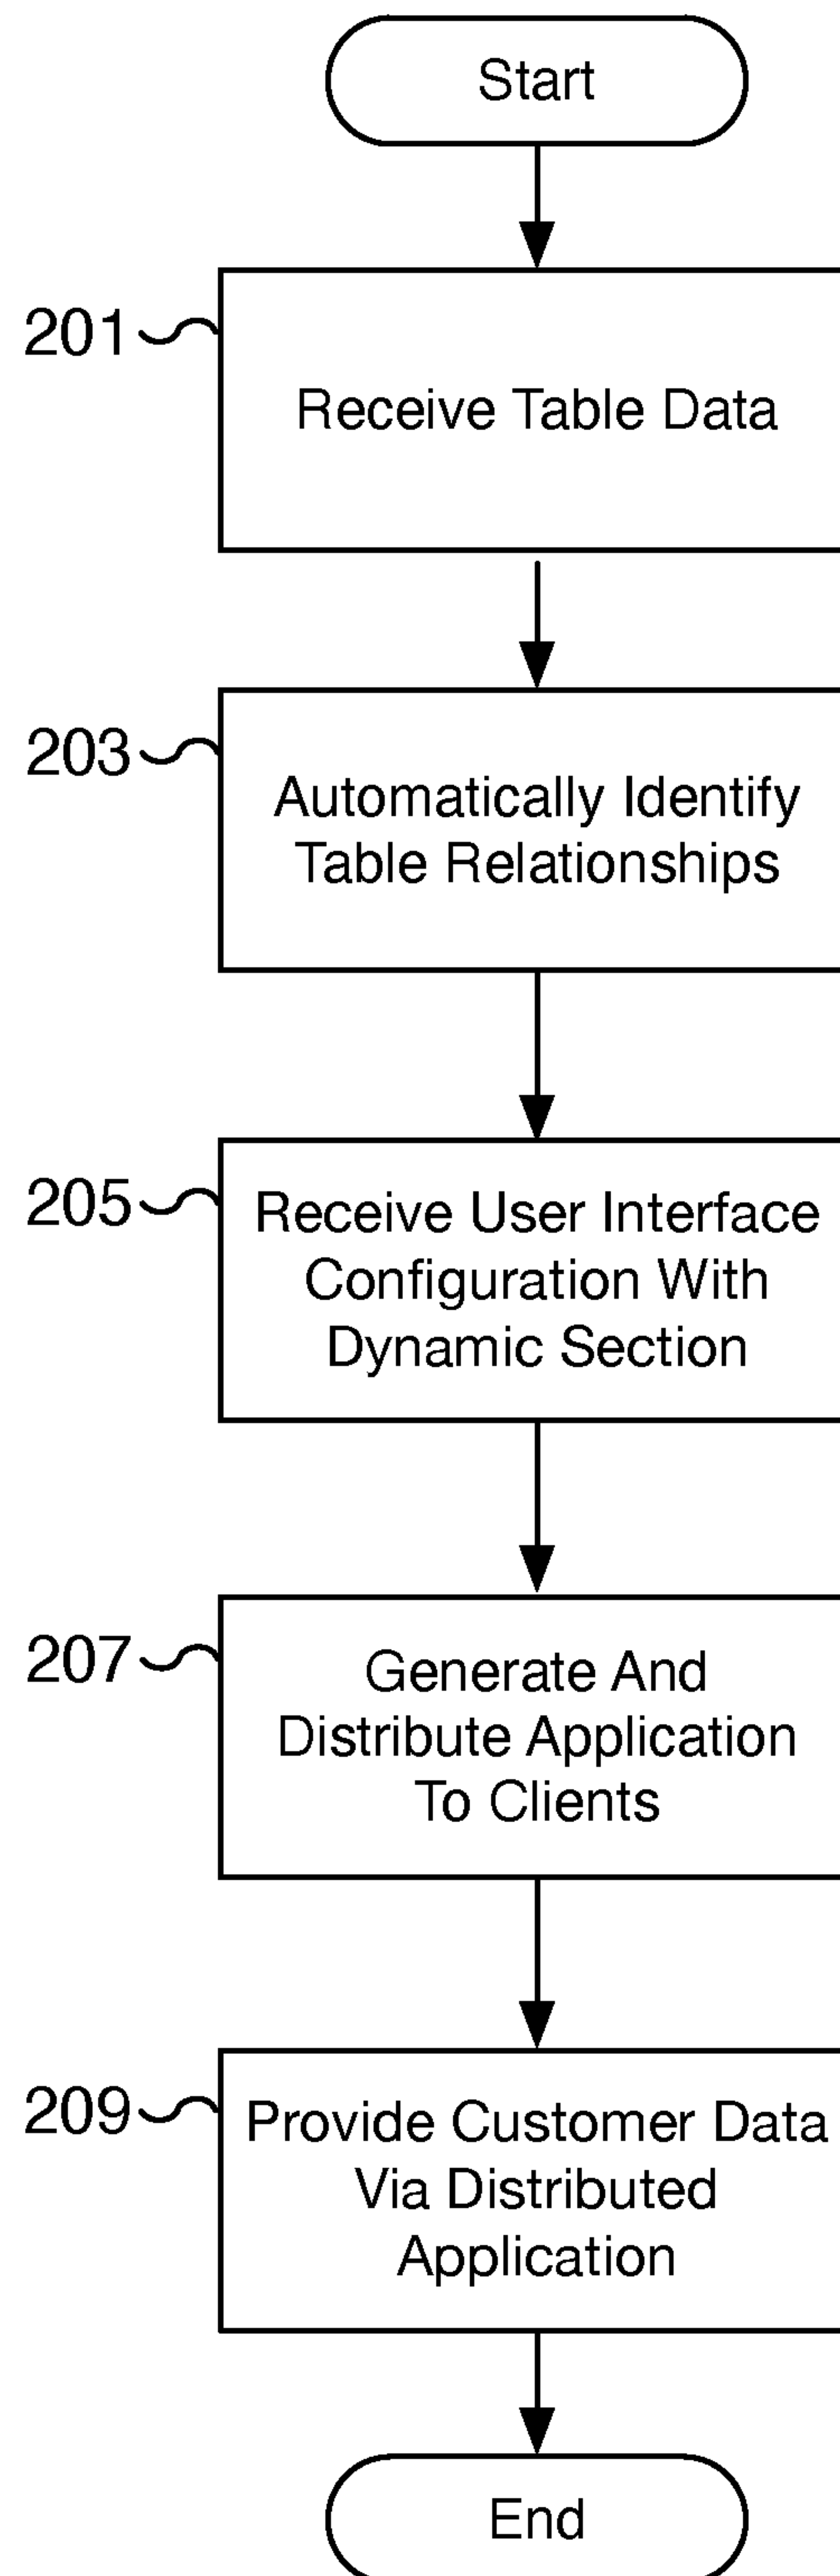 Start
201
Receive Table Data
203
Automatically Identify
Table Relationships
205
Receive User Interface
Configuration With
Dynamic Section
207
Generate And
Distribute Application
To Clients
209
Provide Customer Data
Via Distributed
Application
End